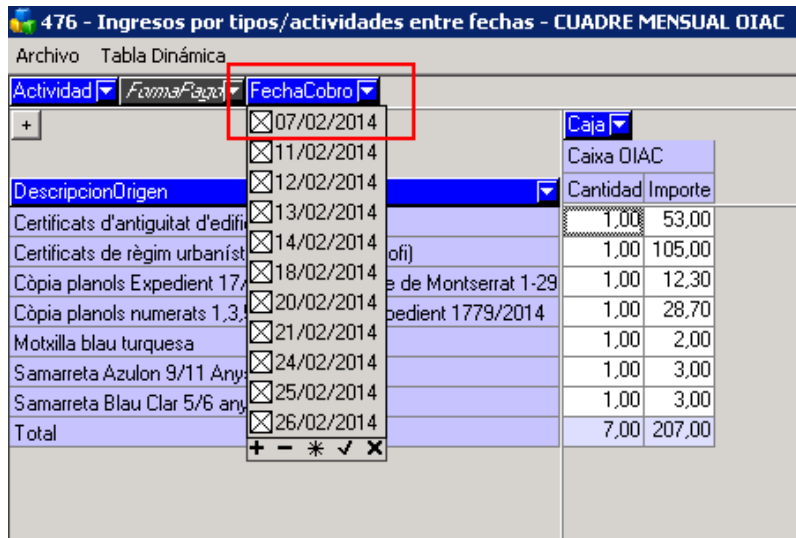 476 - Ingresos por tipos/actividades entre fechas - CUADRE MENSUAL OIAC
Archivo Tabla Dinámica
Actividad FormaPago FechaCobro
+ 07/02/2014 Caja
11/02/2014 Caixa OIAC
12/02/2014
DescripcionOrigen Cantidad Importe
Certificats d'antiguitat d'edifi 13/02/2014 1,00 53,00
14/02/2014
Certificats de règim urbaníst ofi) 1,00 105,00
Còpia planols Expedient 17/ 18/02/2014 e de Montserrat 1-29 1,00 12,30
20/02/2014
Còpia planols numerats 1,3, pedient 1779/2014 1,00 28,70
Motxilla blau turquesa 21/02/2014 1,00 2,00
Samarreta Azulon 9/11 Any 24/02/2014 1,00 3,00
Samarreta Blau Clar 5/6 any 25/02/2014 1,00 3,00
Total 26/02/2014 7,00 207,00